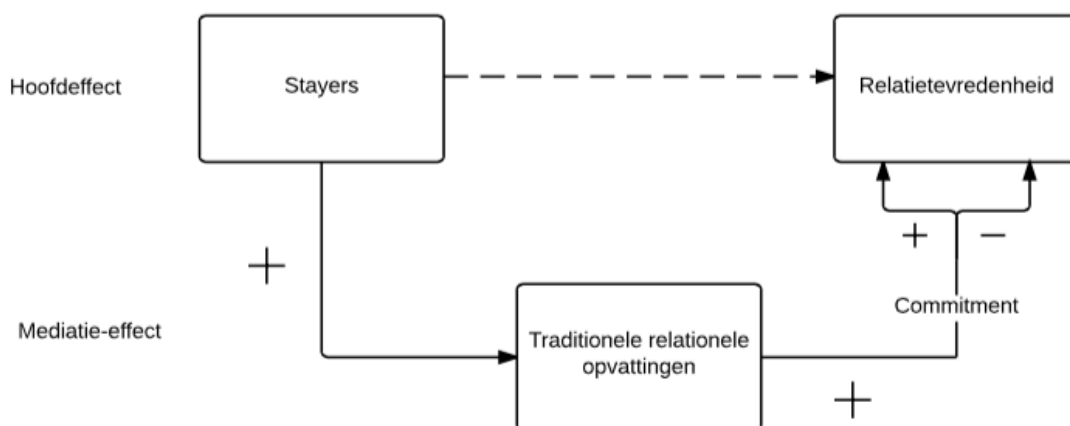 Hoofdeffect
Stayers
Relatietevredenheid
+
+ −
Commitment
Mediatie-effect
Traditionele relationele
opvattingen
+